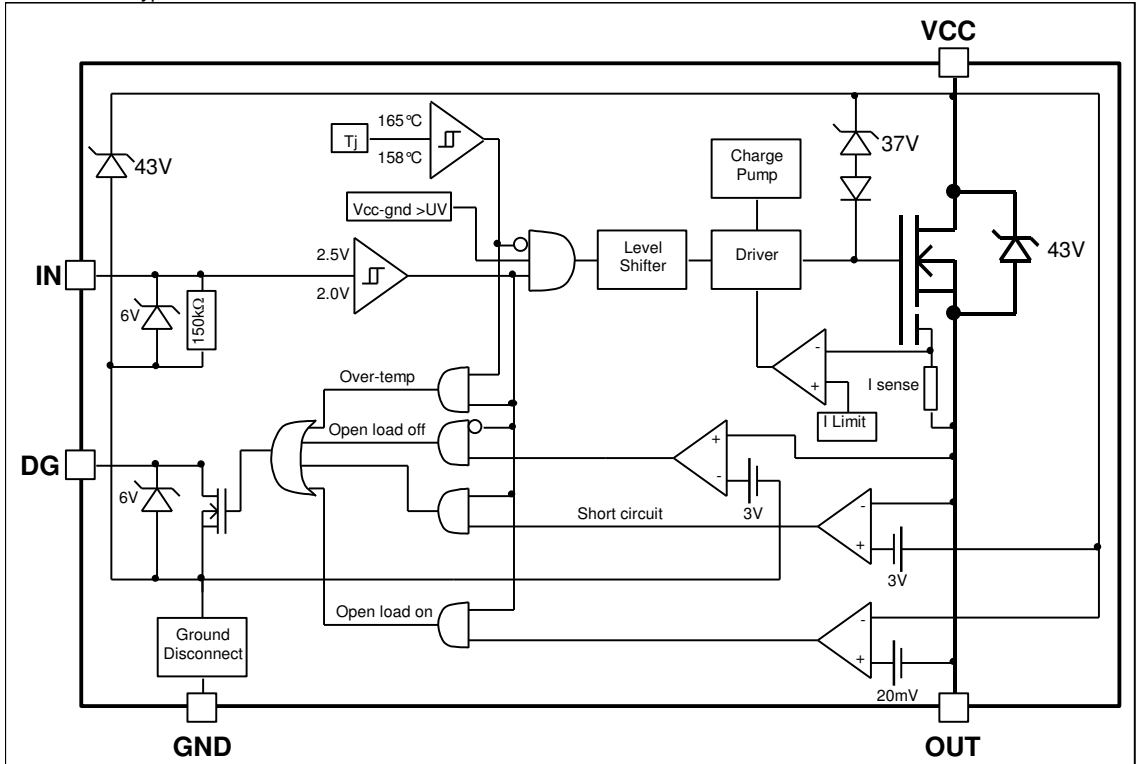 VCC
43V
165°C
Tj
158°C
37V
Charge
Pump
Vcc-gnd >UV
2.5V
IN
2.0V
Level
Shifter
Driver
43V
6V
150kΩ
Over-temp
-
+
I sense
I Limit
Open load off
+
-
3V
DG
6V
Short circuit
-
+
3V
Open load on
-
+
20mV
Ground
Disconnect
GND
OUT